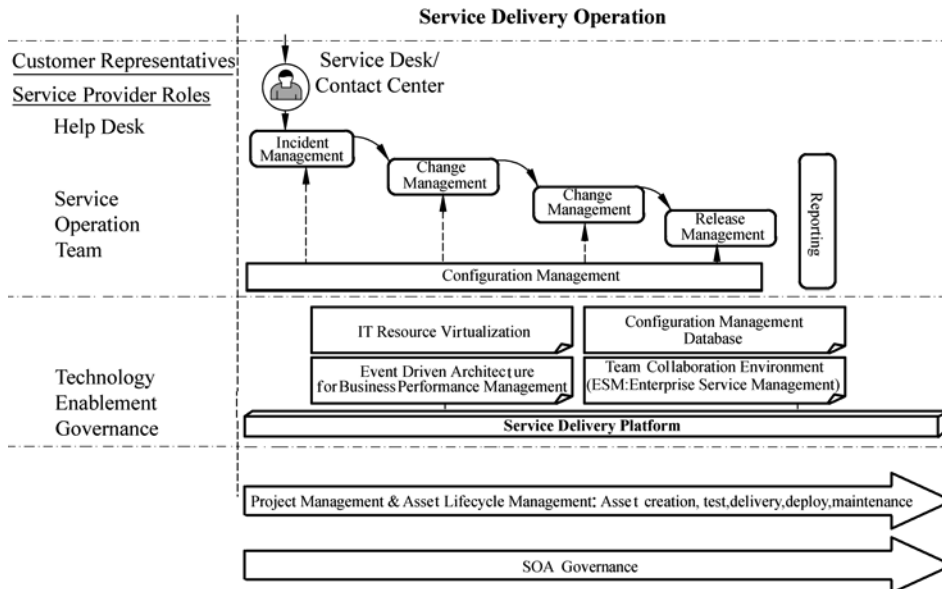 Service Delivery Operation
Customer Representatives
Service Provider Roles
Help Desk
Service
Operation
Team
Technology
Enablement
Governance
Service Desk/
Contact Center
Incident
Management
Change
Management
Change
Management
Release
Management
Reporting
Configuration Management
IT Resource Virtualization
Configuration Management
Database
Event Driven Architecture
for Business Performance Management
Team Collaboration Environment
(ESM:Enterprise Service Management)
Service Delivery Platform
Project Management & Asset Lifecycle Management: Asset creation, test,delivery,deploy,maintenance
SOA Governance